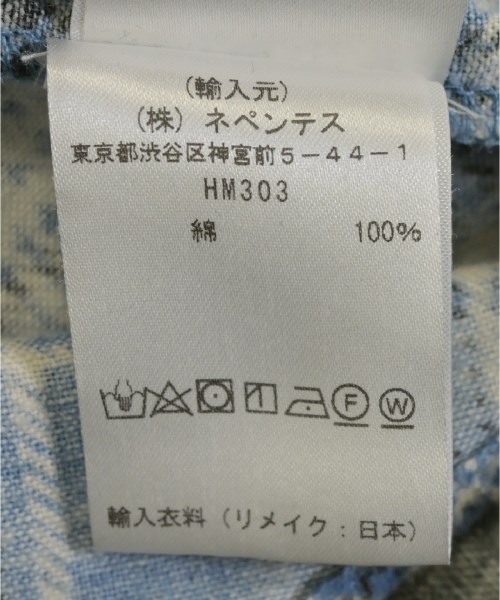 (輸入元)
(株) ネペンテス
東京都渋谷区神宮前5-44-1
HM303
綿 100%
F W
輸入衣料 (リメイク:日本)